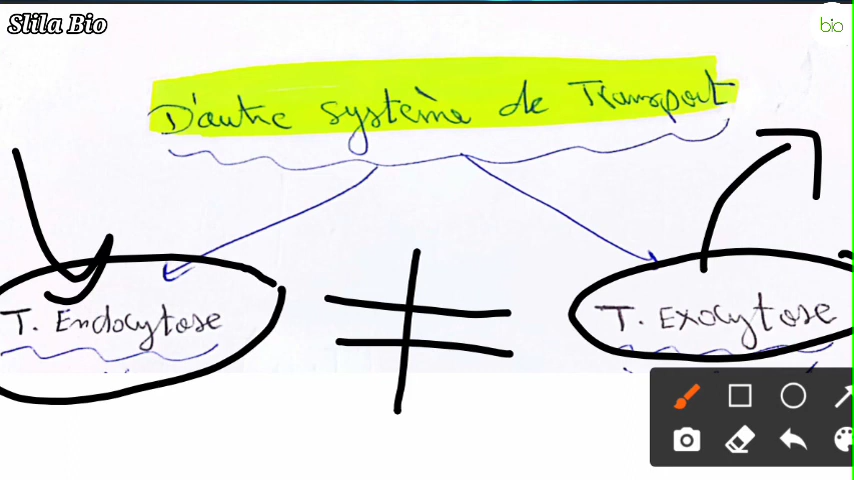 Slila Bio
bio
D'autre système de Transport
T. Endocytose
≠
T. Exocytose